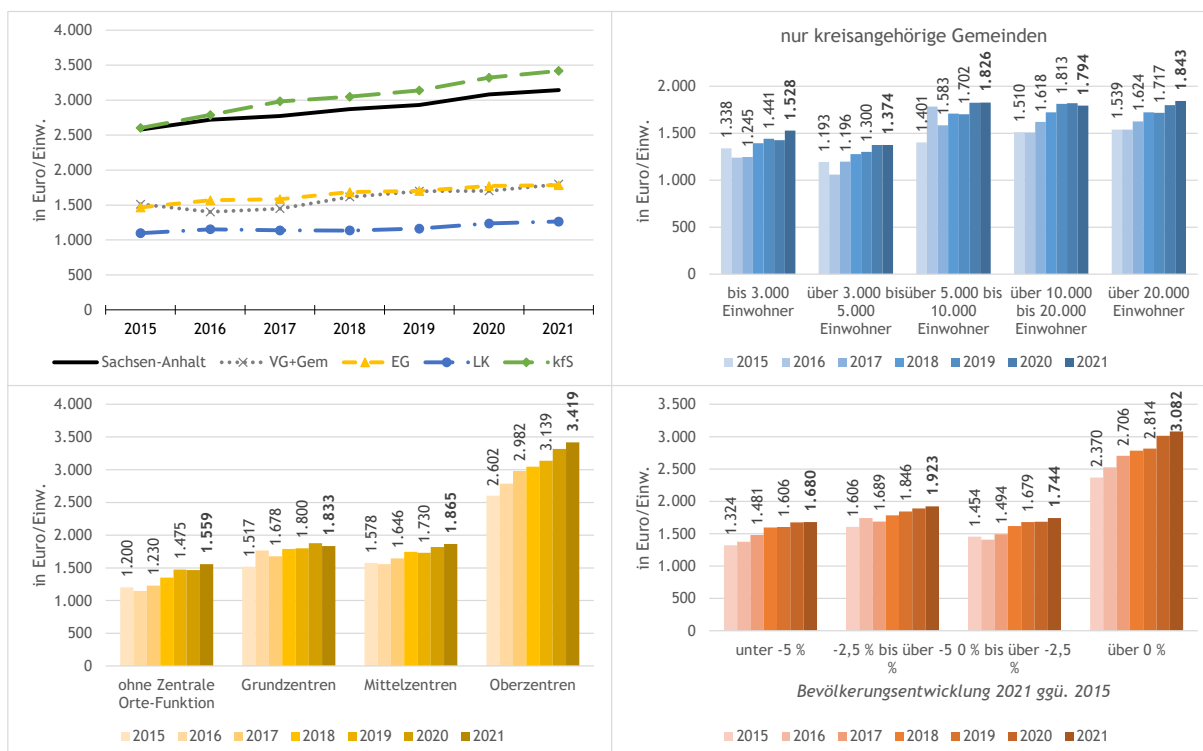 4.000
3.500
3.000
2.500
2.000
1.500
1.000
500
0
in Euro/Einw.
2015 2016 2017 2018 2019 2020 2021
Sachsen-Anhalt VG+Gem EG LK kfS
nur kreisangehörige Gemeinden
2.000
1.500
1.000
500
0
in Euro/Einw.
1.338 1.245 1.441 1.528
1.193 1.196 1.300 1.374
1.401 1.583 1.702 1.826
1.510 1.618 1.813 1.794
1.539 1.624 1.717 1.843
bis 3.000 über 3.000 bis über 5.000 bis über 10.000 über 20.000
Einwohner 5.000 10.000 bis 20.000 Einwohner
Einwohner Einwohner Einwohner
2015 2016 2017 2018 2019 2020 2021
4.000
3.500
3.000
2.500
2.000
1.500
1.000
500
0
in Euro/Einw.
1.200 1.230 1.475 1.559
1.517 1.678 1.800 1.833
1.578 1.646 1.730 1.865
2.602 2.982 3.139 3.419
ohne Zentrale Grundzentren Mittelzentren Oberzentren
Orte-Funktion
2015 2016 2017 2018 2019 2020 2021
3.500
3.000
2.500
2.000
1.500
1.000
500
0
in Euro/Einw.
1.324 1.481 1.606 1.680
1.606 1.689 1.846 1.923
1.454 1.494 1.679 1.744
2.370 2.706 2.814 3.082
unter -5 % -2,5 % bis über -5 0 % bis über -2,5 über 0 %
% %
Bevölkerungsentwicklung 2021 ggü. 2015
2015 2016 2017 2018 2019 2020 2021